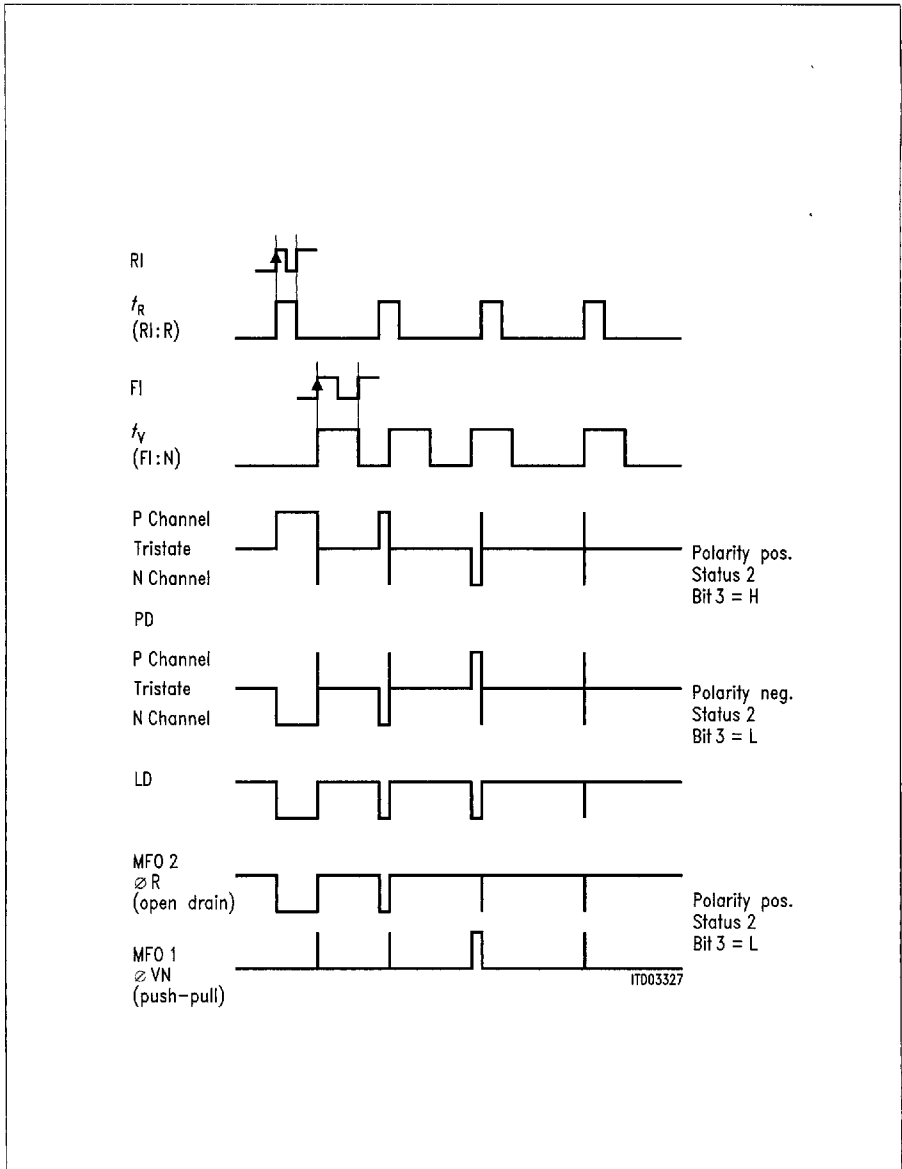 RI
fR
(RI:R)
FI
fV
(FI:N)
P Channel
Tristate
N Channel
Polarity pos.
Status 2
Bit 3 = H
PD
P Channel
Tristate
N Channel
Polarity neg.
Status 2
Bit 3 = L
LD
MFO 2
∅ R
(open drain)
Polarity pos.
Status 2
Bit 3 = L
MFO 1
∅ VN
(push-pull)
ITD03327